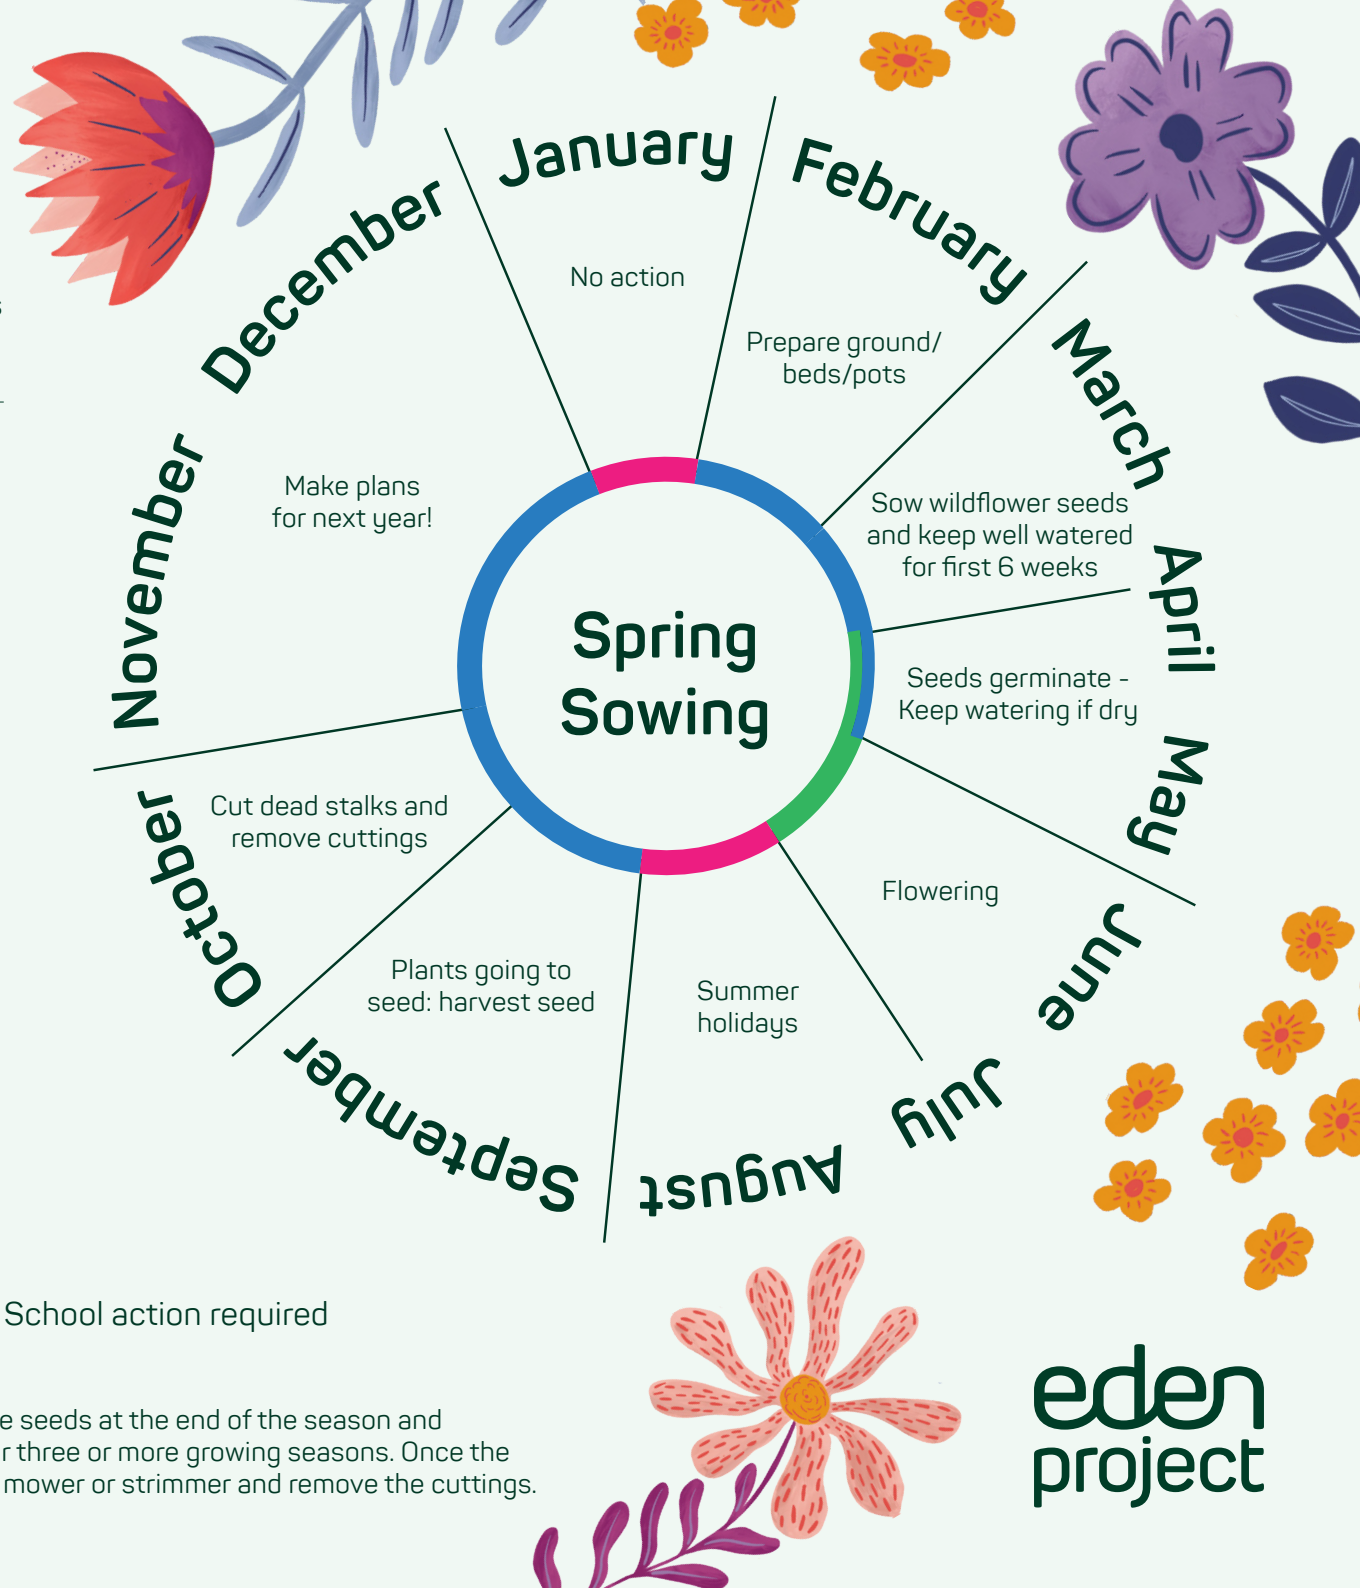 January
February
March
April
May
June
July
August
September
October
November
December
No action
Prepare ground/
beds/pots
Sow wildflower seeds
and keep well watered
for first 6 weeks
Seeds germinate -
Keep watering if dry
Flowering
Summer
holidays
Plants going to
seed: harvest seed
Cut dead stalks and
remove cuttings
Make plans
for next year!
Spring
Sowing
School action required
seeds at the end of the season and
three or more growing seasons. Once the
mower or strimmer and remove the cuttings.
eden
project